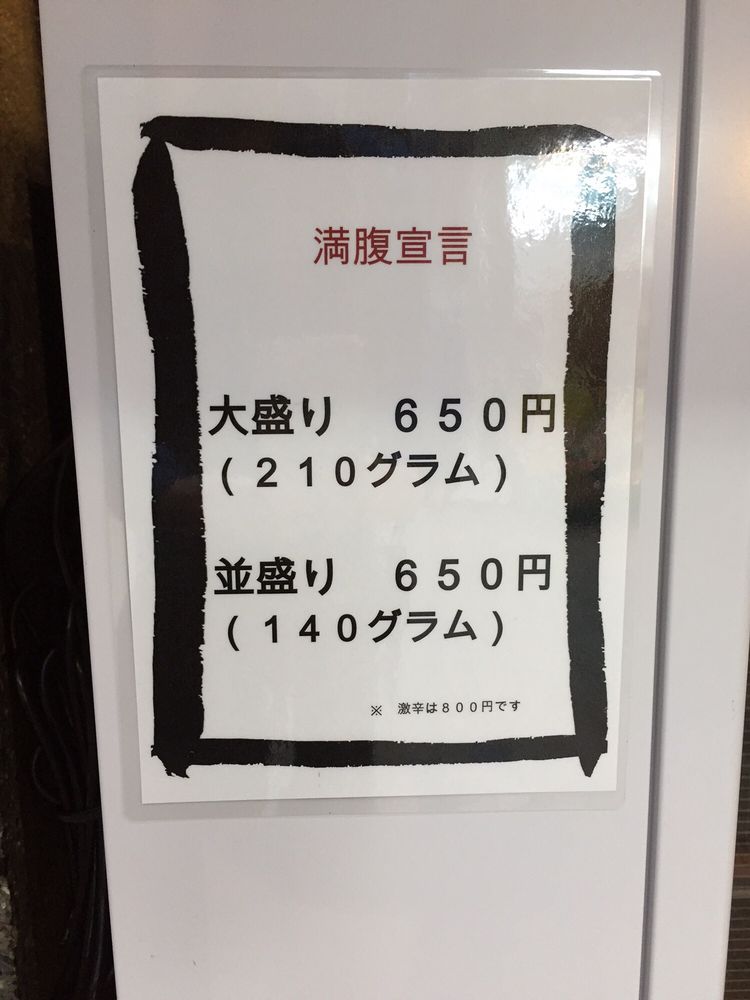 満腹宣言
大盛り　６５０円
(２１０グラム)
並盛り　６５０円
(１４０グラム)
※　激辛は８００円です